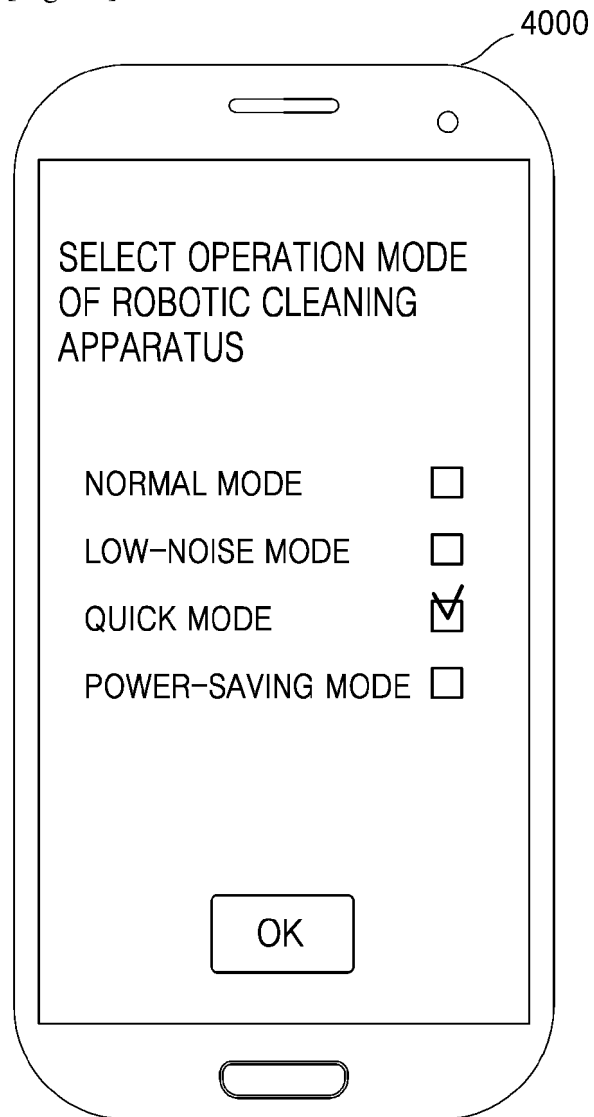 4000
SELECT OPERATION MODE
OF ROBOTIC CLEANING
APPARATUS
NORMAL MODE
LOW-NOISE MODE
QUICK MODE
POWER-SAVING MODE
OK